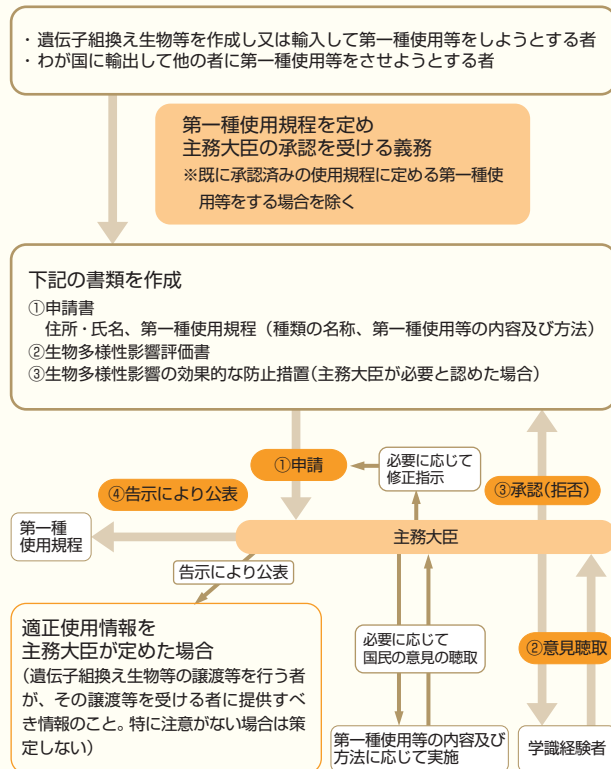 ・遺伝子組換え生物等を作成し又は輸入して第一種使用等をしようとする者
・わが国に輸出して他の者に第一種使用等をさせようとする者
第一種使用規程を定め
主務大臣の承認を受ける義務
※既に承認済みの使用規程に定める第一種使
用等をする場合を除く
下記の書類を作成
①申請書
住所・氏名、第一種使用規程（種類の名称、第一種使用等の内容及び方法）
②生物多様性影響評価書
③生物多様性影響の効果的な防止措置(主務大臣が必要と認めた場合）
①申請
必要に応じて
修正指示
④告示により公表
③承認(拒否)
第一種
使用規程
主務大臣
告示により公表
適正使用情報を
主務大臣が定めた場合
（遺伝子組換え生物等の譲渡等を行う者
が、その譲渡等を受ける者に提供すべ
き情報のこと。特に注意がない場合は策
定しない）
必要に応じて
国民の意見の聴取
②意見聴取
第一種使用等の内容及び
方法に応じて実施
学識経験者